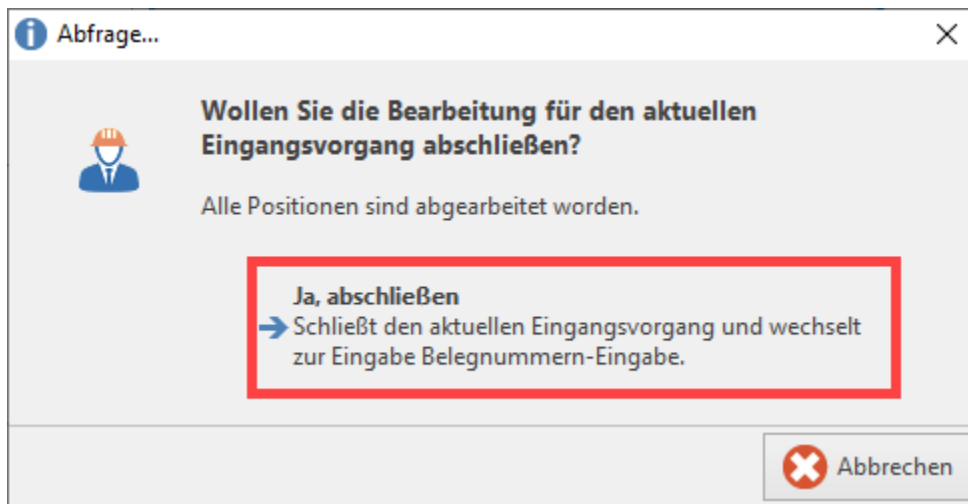 Abfrage...
Wollen Sie die Bearbeitung für den aktuellen
Eingangsvorgang abschließen?
Alle Positionen sind abgearbeitet worden.
Ja, abschließen
Schließt den aktuellen Eingangsvorgang und wechselt
zur Eingabe Belegnummern-Eingabe.
Abbrechen